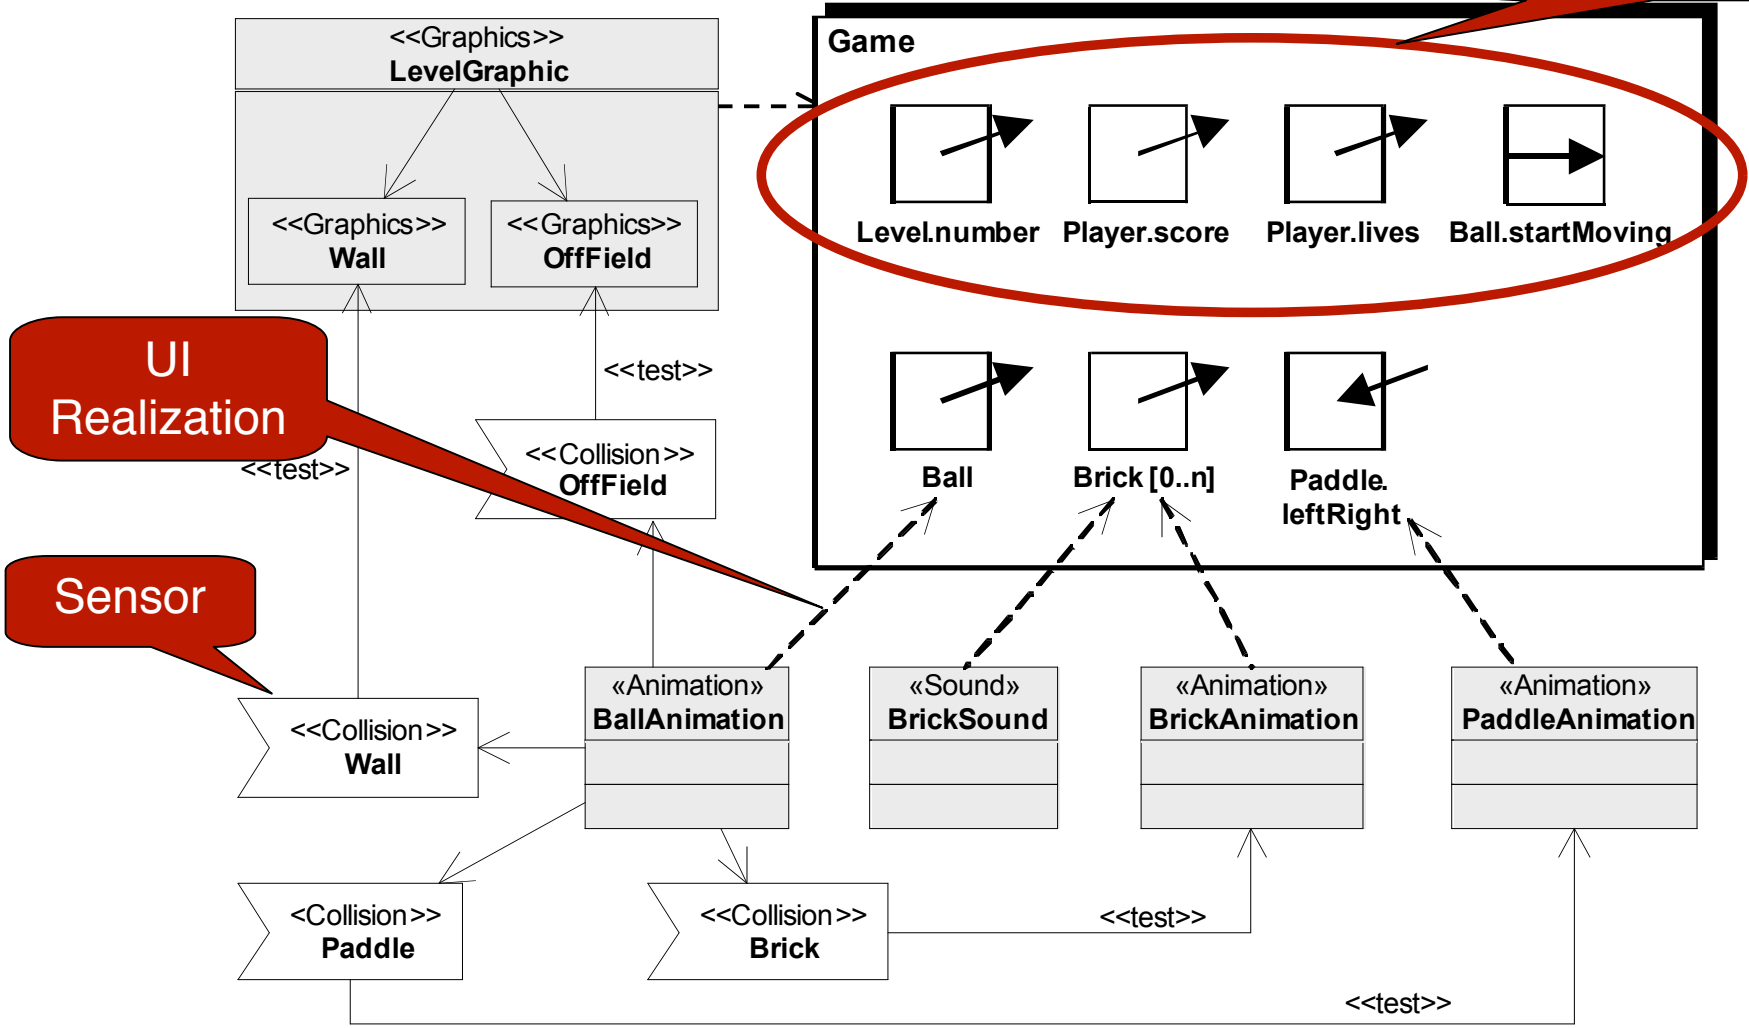 <<Graphics>>
LevelGraphic
<<Graphics>>
Wall
<<Graphics>>
OffField
Game
Level.number
Player.score
Player.lives
Ball.startMoving
Ball
Brick [0..n]
Paddle.
leftRight
UI
Realization
<<test>>
<<test>>
<<Collision>>
OffField
Sensor
<<Collision>>
Wall
«Animation»
BallAnimation
«Sound»
BrickSound
«Animation»
BrickAnimation
«Animation»
PaddleAnimation
<Collision>>
Paddle
<<Collision>>
Brick
<<test>>
<<test>>